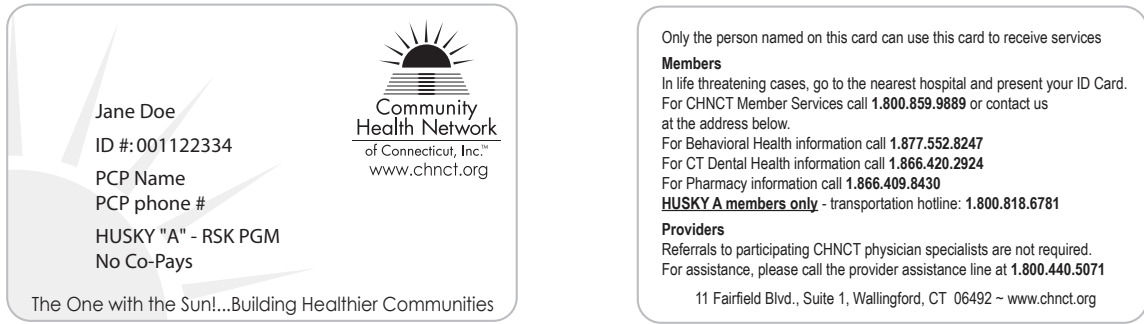 Jane Doe
ID #: 001122334
PCP Name
PCP phone #
HUSKY "A" - RSK PGM
No Co-Pays
Community
Health Network
of Connecticut, Inc.™
www.chnct.org
The One with the Sun!...Building Healthier Communities
Only the person named on this card can use this card to receive services
Members
In life threatening cases, go to the nearest hospital and present your ID Card.
For CHNCT Member Services call 1.800.859.9889 or contact us
at the address below.
For Behavioral Health information call 1.877.552.8247
For CT Dental Health information call 1.866.420.2924
For Pharmacy information call 1.866.409.8430
HUSKY A members only - transportation hotline: 1.800.818.6781
Providers
Referrals to participating CHNCT physician specialists are not required.
For assistance, please call the provider assistance line at 1.800.440.5071
11 Fairfield Blvd., Suite 1, Wallingford, CT 06492 ~ www.chnct.org